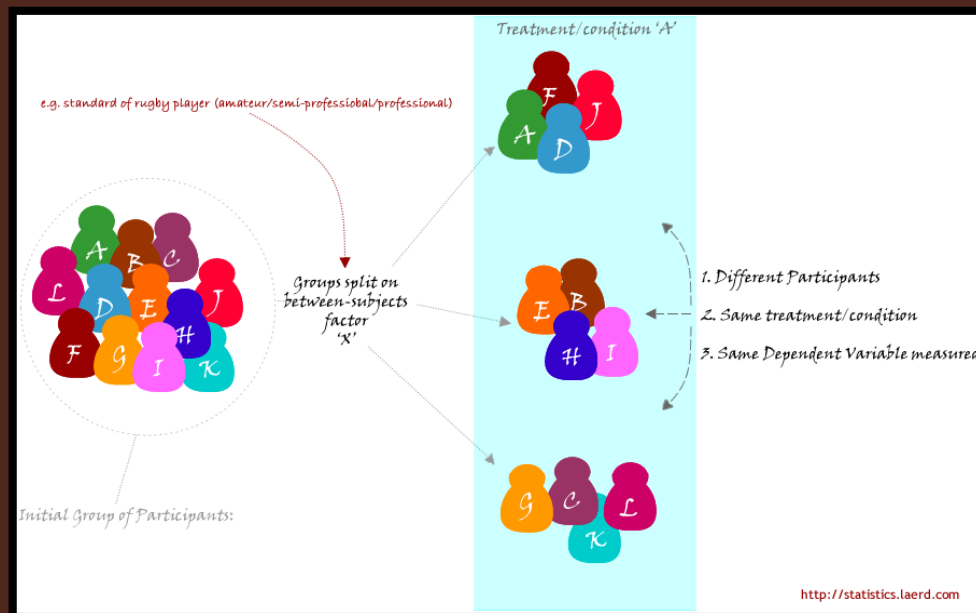 Treatment/condition 'A'
e.g. standard of rugby player (amateur/semi-professiobal/professional)
F
J
A
D
A
B
C
L
D
E
J
H
F
G
I
K
Groups split on
between-subjects
factor
'X'
E
B
H
I
1. Different Participants
2. Same treatment/condition
3. Same Dependent Variable measured
G
C
L
K
Initial Group of Participants:
http://statistics.laerd.com